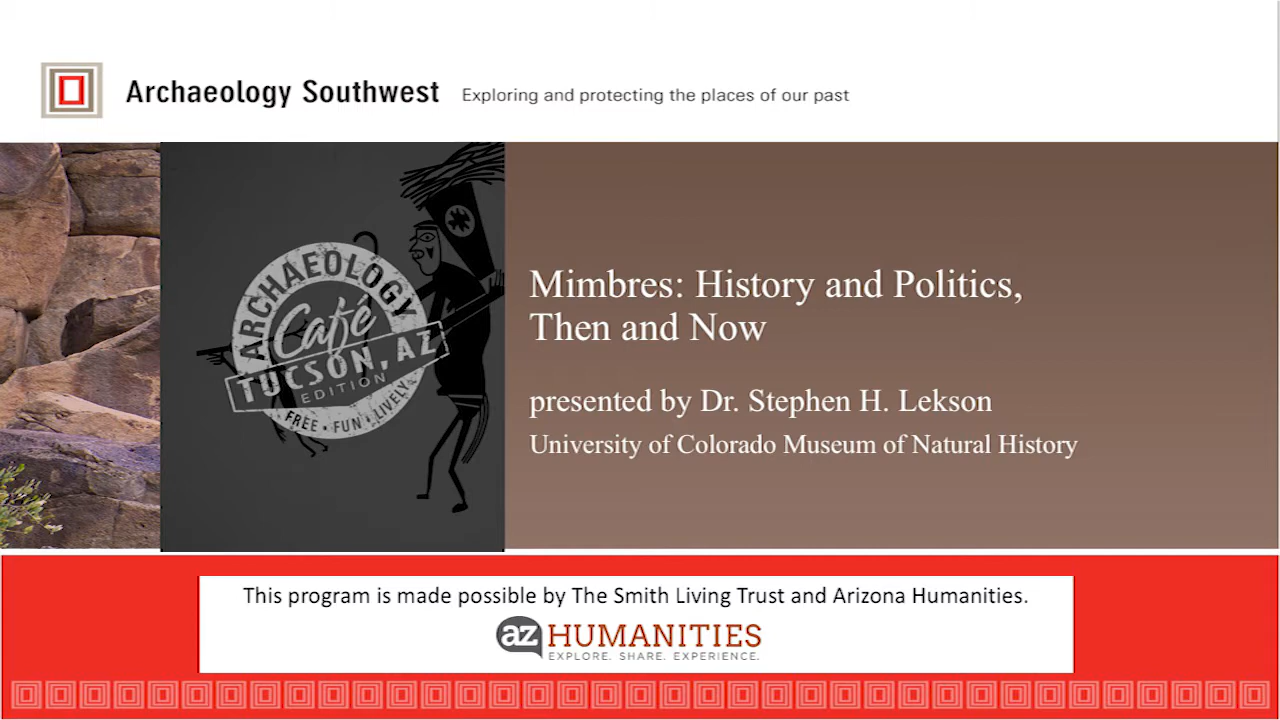 Archaeology Southwest Exploring and protecting the places of our past
ARCHAEOLOGY
Café
TUCSON, AZ
EDITION
FREE • FUN • LIVELY
Mimbres: History and Politics,
Then and Now
presented by Dr. Stephen H. Lekson
University of Colorado Museum of Natural History
This program is made possible by The Smith Living Trust and Arizona Humanities.
az HUMANITIES
EXPLORE. SHARE. EXPERIENCE.